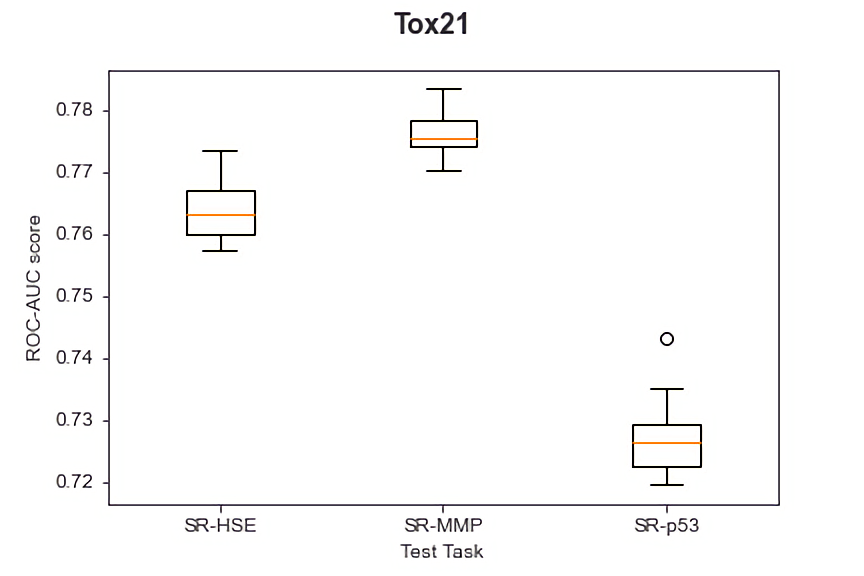 Tox21
0.78
0.77
0.76
0.75
0.74
0.73
0.72
ROC-AUC score
SR-HSE SR-MMP SR-p53
Test Task